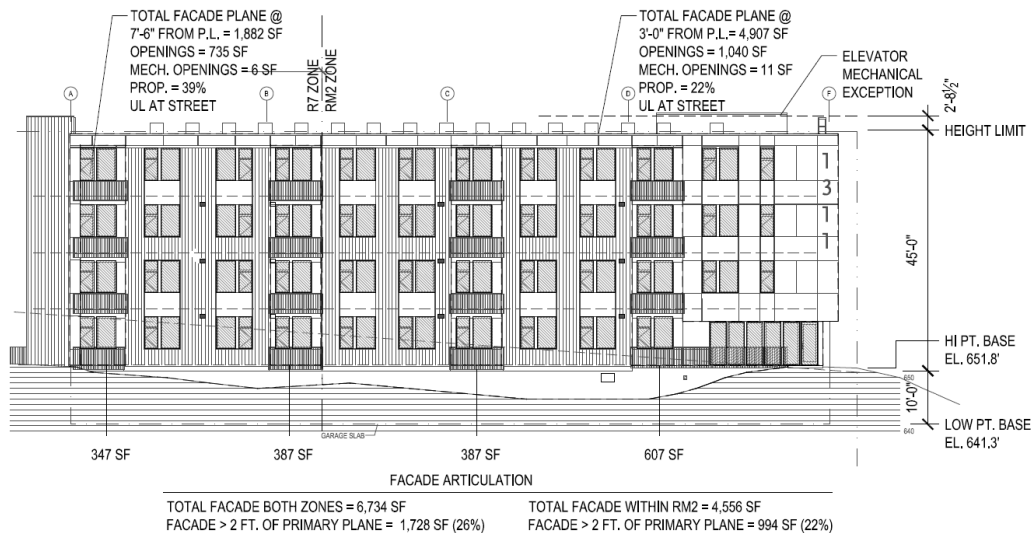 TOTAL FACADE PLANE @
7'-6" FROM P.L. = 1,882 SF
OPENINGS = 735 SF
MECH. OPENINGS = 6 SF
PROP. = 39%
UL AT STREET
R7 ZONE
RM2 ZONE
TOTAL FACADE PLANE @
3'-0" FROM P.L. = 4,907 SF
OPENINGS = 1,040 SF
MECH. OPENINGS = 11 SF
PROP. = 22%
UL AT STREET
ELEVATOR
MECHANICAL
EXCEPTION
2'-8½"
A
B
C
D
F
HEIGHT LIMIT
1
3
1
1
45'-0"
HI PT. BASE
EL. 651.8'
650
10'-0"
LOW PT. BASE
EL. 641.3'
640
GARAGE SLAB
347 SF
387 SF
387 SF
607 SF
FACADE ARTICULATION
TOTAL FACADE BOTH ZONES = 6,734 SF
FACADE > 2 FT. OF PRIMARY PLANE = 1,728 SF (26%)
TOTAL FACADE WITHIN RM2 = 4,556 SF
FACADE > 2 FT. OF PRIMARY PLANE = 994 SF (22%)